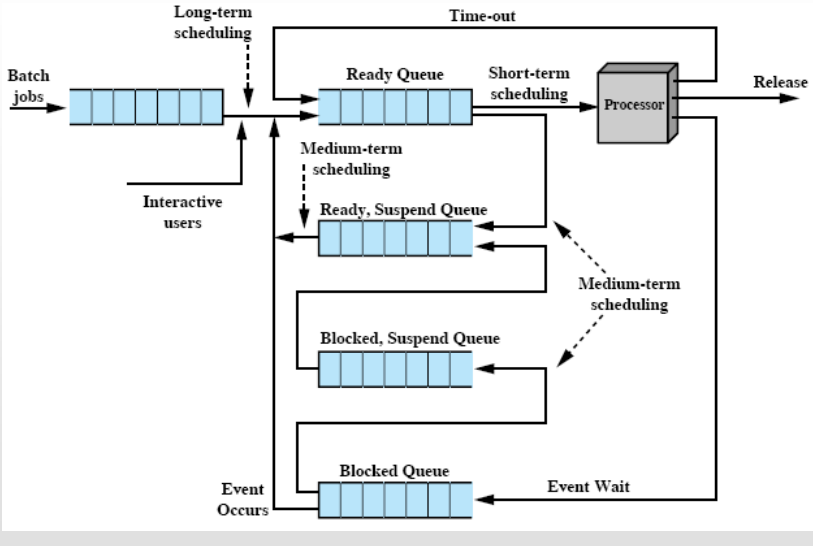 Long-term
scheduling
Time-out
Batch
jobs
Ready Queue
Short-term
scheduling
Processor
Release
Medium-term
scheduling
Interactive
users
Ready, Suspend Queue
Medium-term
scheduling
Blocked, Suspend Queue
Blocked Queue
Event
Occurs
Event Wait